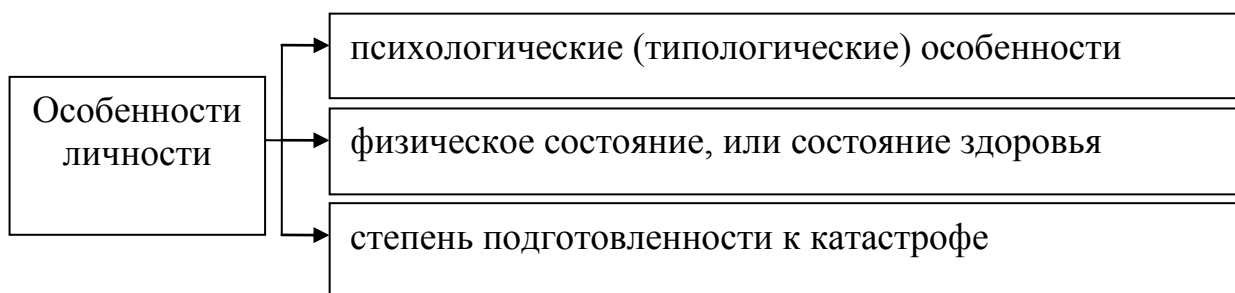 Особенности
личности
психологические (типологические) особенности
физическое состояние, или состояние здоровья
степень подготовленности к катастрофе